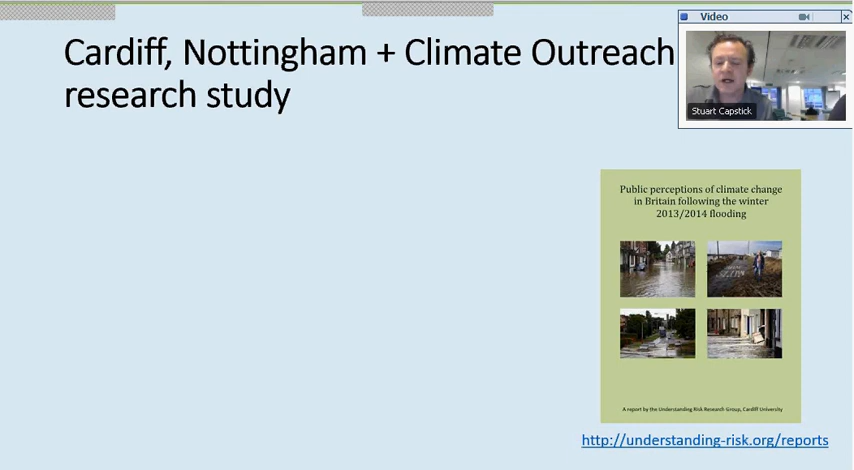 Cardiff, Nottingham + Climate Outreach
research study
Video
Stuart Capstick
Public perceptions of climate change
in Britain following the winter
2013/2014 flooding
A report by the Understanding Risk Research Group, Cardiff University
http://understanding-risk.org/reports